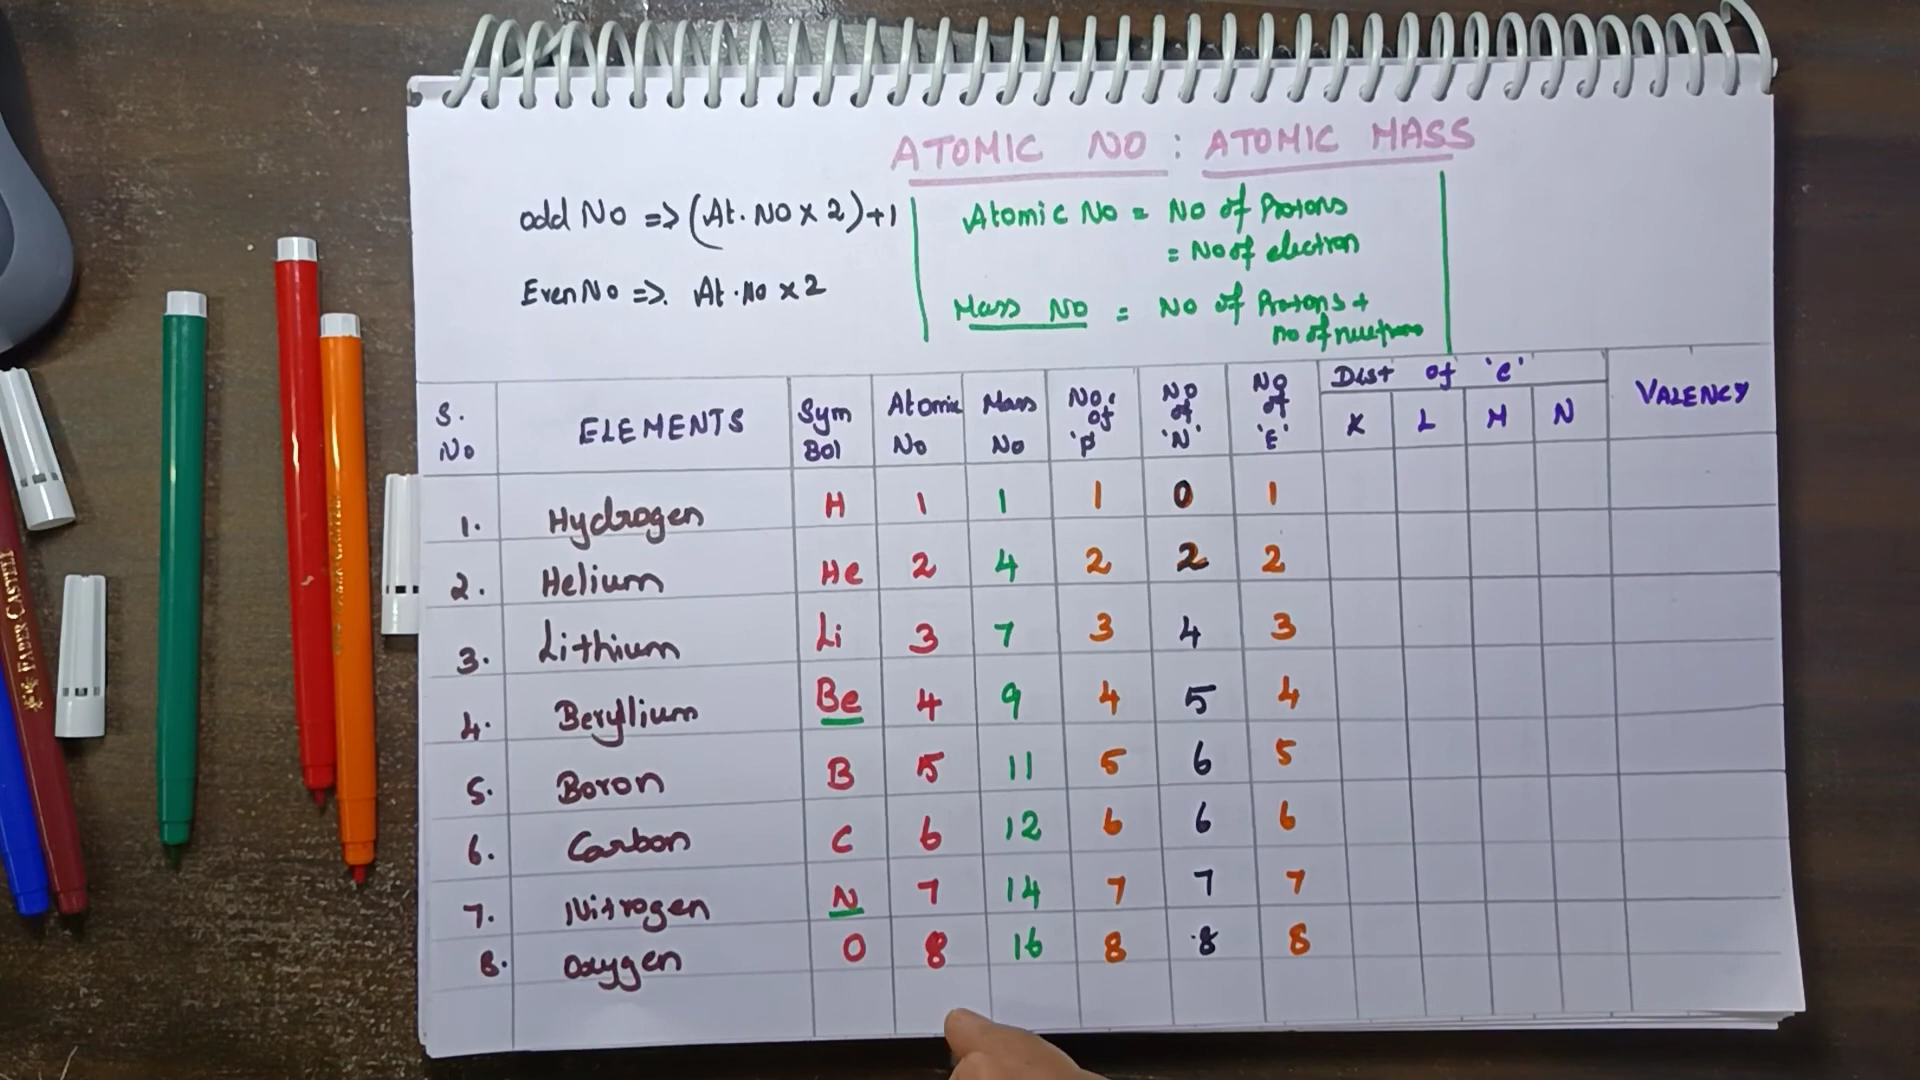 ATOMIC NO : ATOMIC MASS
odd No => (At. NO x 2)+1
Even No =>. At. No x 2
Atomic No = No of Protons
= No of electron
Mass No = No of Protons +
no of neutrons
S. No ELEMENTS Sym Bol Atomic No Mass No No. of 'P' NO of 'N' NO of 'E' Dist of 'e' K L M N VALENCY
1. Hydrogen H 1 1 1 0 1
2. Helium He 2 4 2 2 2
3. Lithium Li 3 7 3 4 3
4. Beryllium Be 4 9 4 5 4
5. Boron B 5 11 5 6 5
6. Carbon C 6 12 6 6 6
7. Nitrogen N 7 14 7 7 7
8. Oxygen O 8 16 8 8 8
FABER-CASTELL